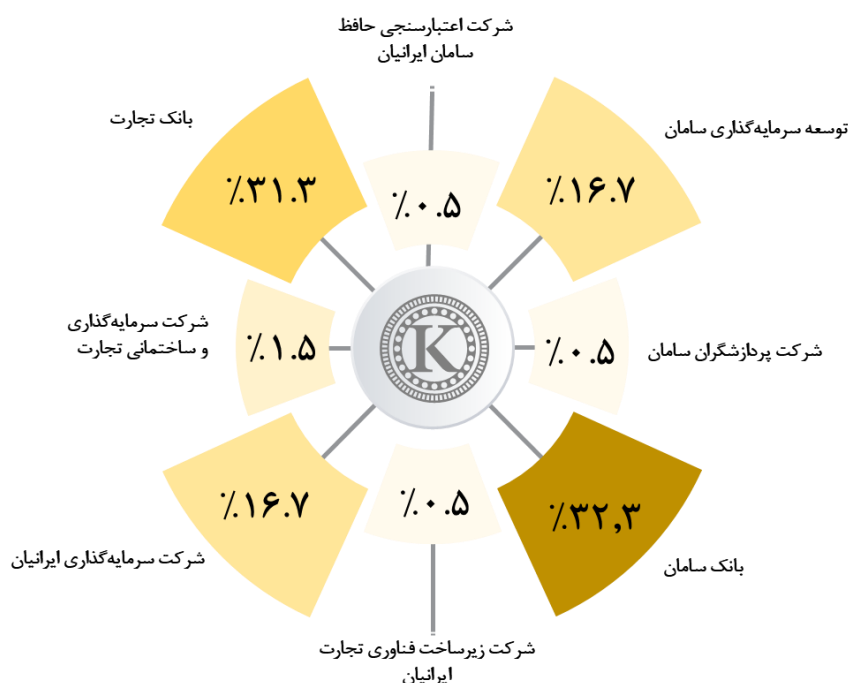 شرکت اعتبارسنجی حافظ
سامان ایرانیان
٪۰.۵
توسعه سرمایه‌گذاری سامان
٪۱۶.۷
بانک تجارت
٪۳۱.۳
شرکت پردازشگران سامان
٪۰.۵
K
شرکت سرمایه‌گذاری
و ساختمانی تجارت
٪۱.۵
بانک سامان
٪۳۲,۳
شرکت سرمایه‌گذاری ایرانیان
٪۱۶.۷
٪۰.۵
شرکت زیرساخت فناوری تجارت
ایرانیان